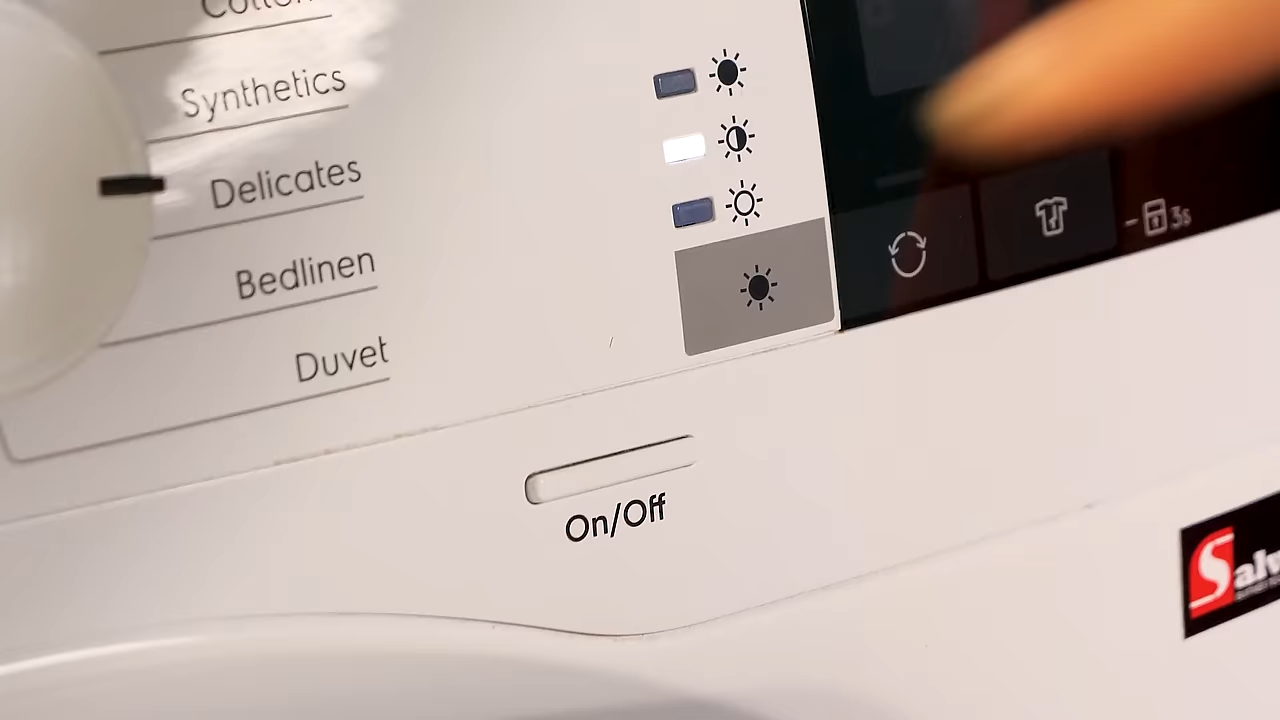 Synthetics
Delicates
Bedlinen
Duvet
3s
On/Off